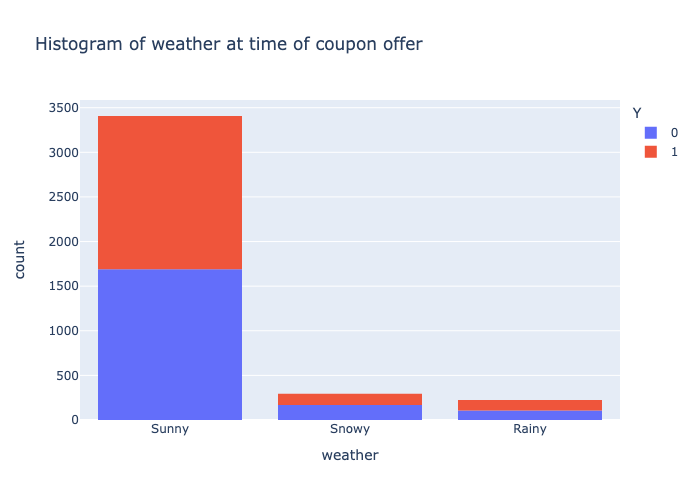 Histogram of weather at time of coupon offer
3500
3000
2500
2000
1500
1000
500
0
count
Sunny
Snowy
Rainy
weather
Y
0
1